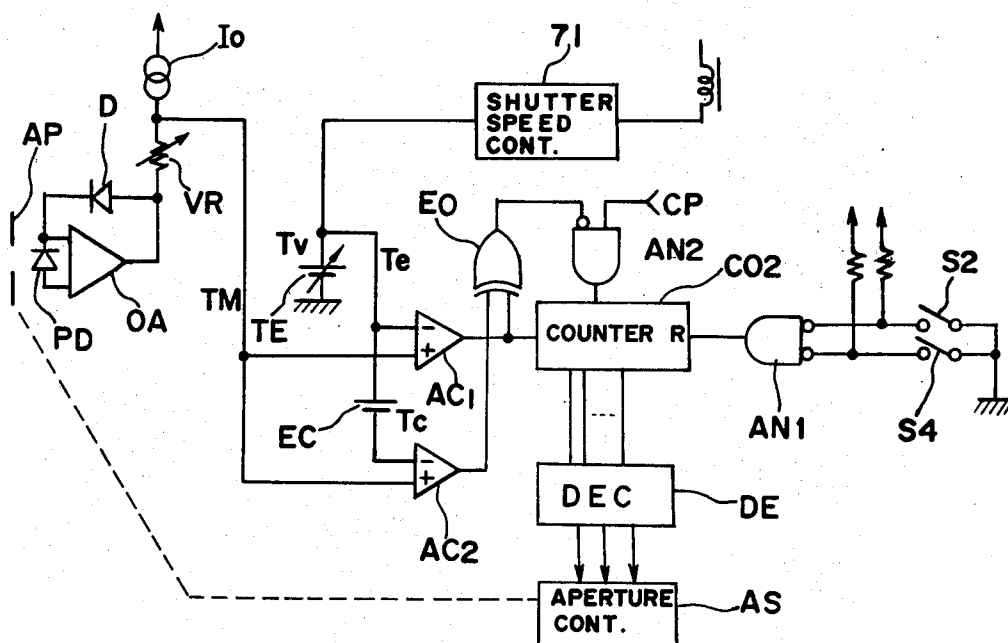 Io
71
D
SHUTTER
SPEED
CONT.
AP
VR
EO
CP
Tv
Te
AN2
CO2
S2
TM
TE
OA
PD
COUNTER R
AC1
EC
Tc
AN1
S4
DEC
DE
AC2
APERTURE
CONT.
AS